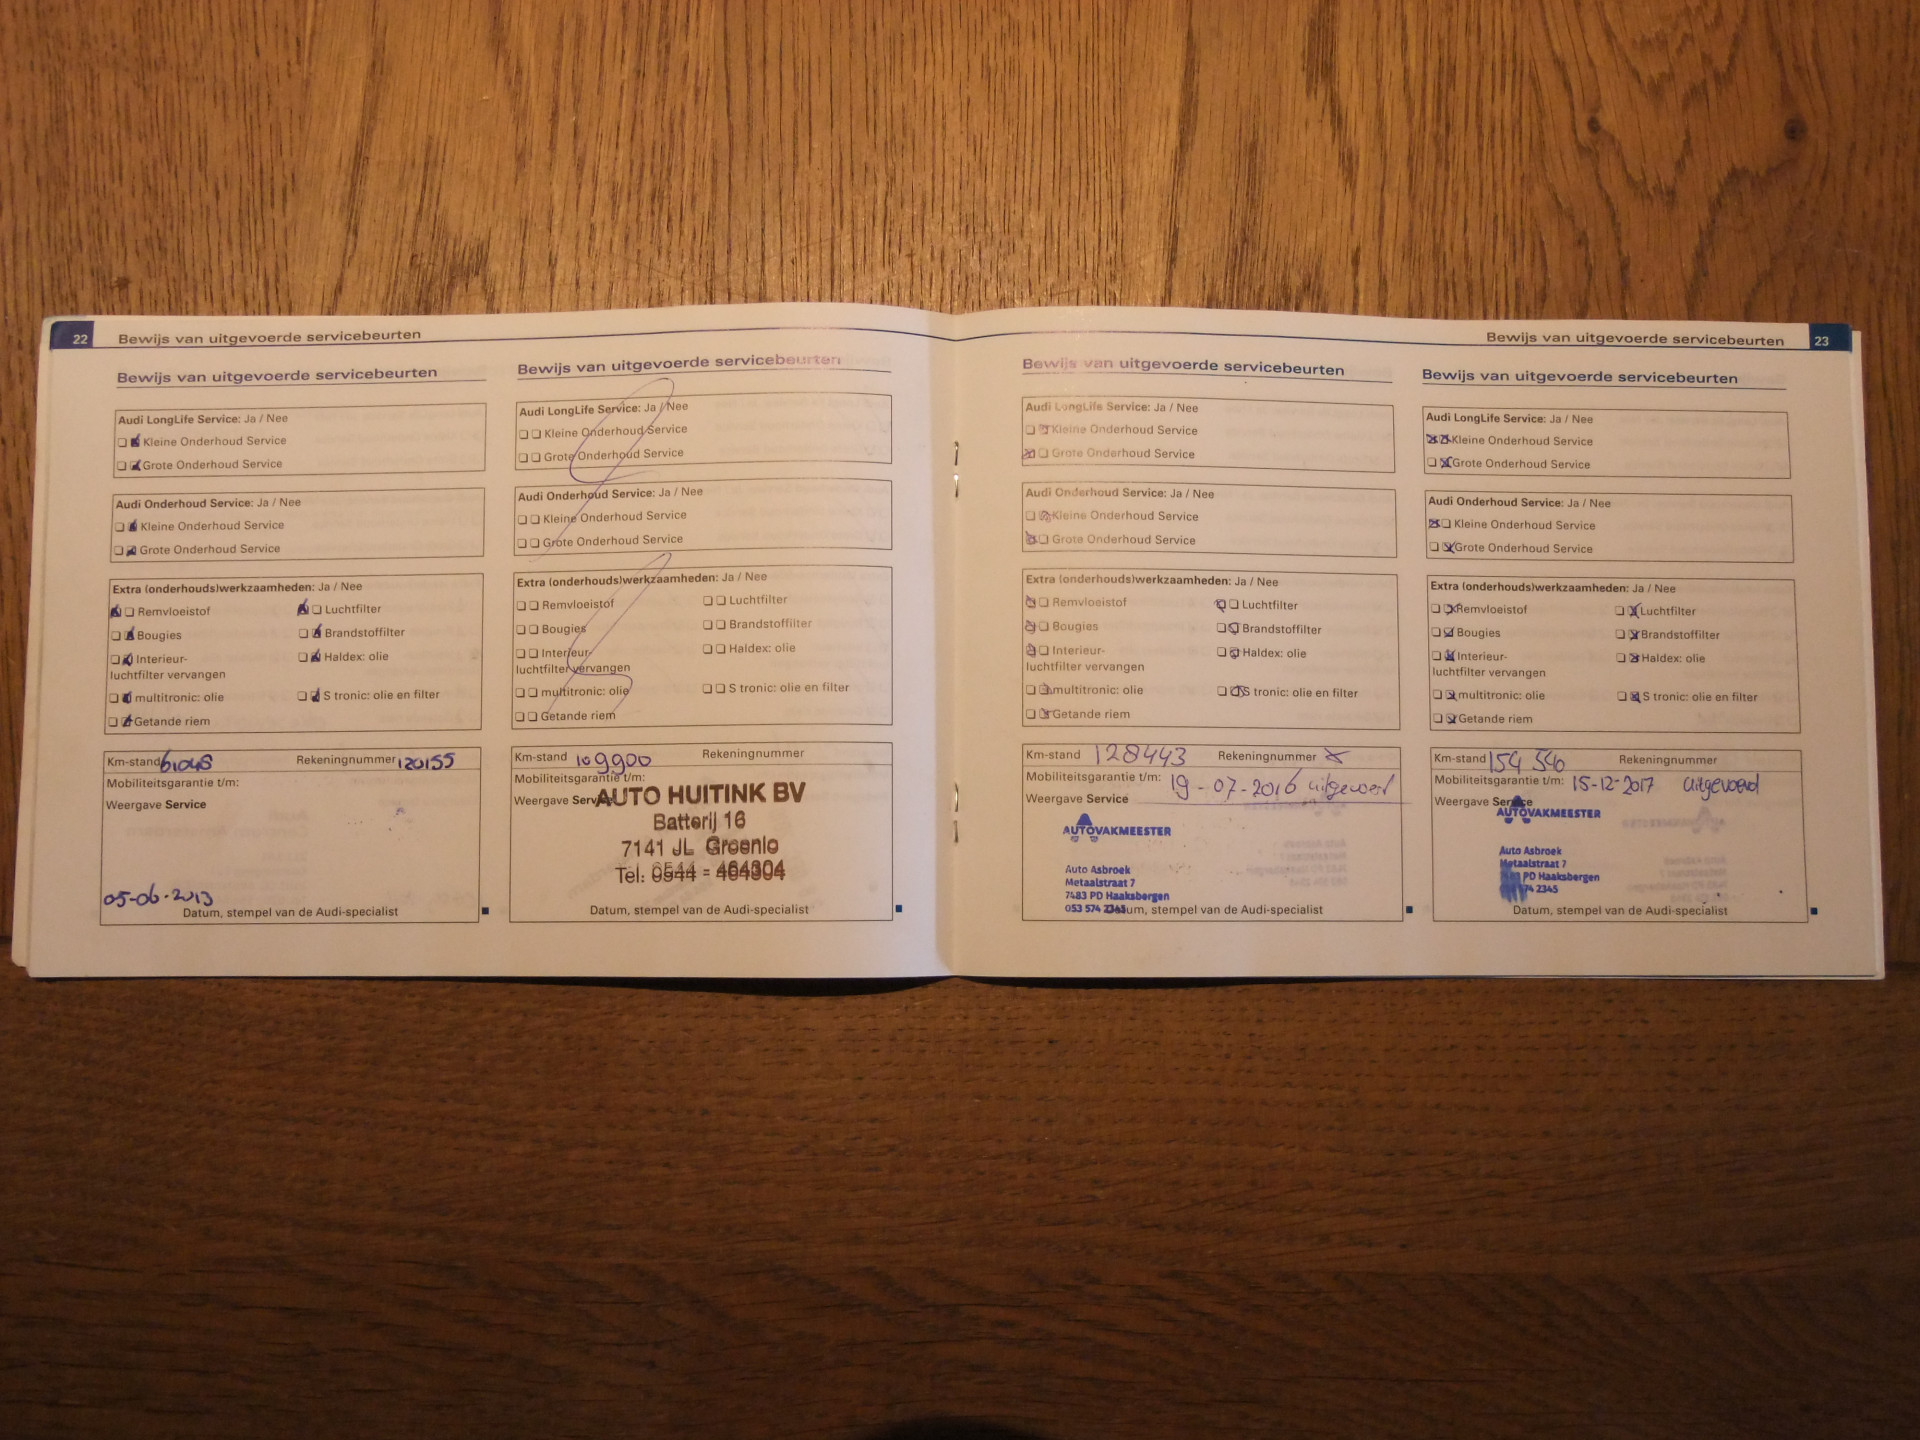 22
Bewijs van uitgevoerde servicebeurten
Bewijs van uitgevoerde servicebeurten
Audi LongLife Service: Ja / Nee
Kleine Onderhoud Service
Grote Onderhoud Service
Audi Onderhoud Service: Ja / Nee
Kleine Onderhoud Service
Grote Onderhoud Service
Extra (onderhouds)werkzaamheden: Ja / Nee
Remvloeistof Luchtfilter
Bougies Brandstoffilter
Interieur- Haldex: olie
luchtfilter vervangen
multitronic: olie S tronic: olie en filter
Getande riem
Km-stand 61048 Rekeningnummer 120155
Mobiliteitsgarantie t/m:
Weergave Service
05-06-2013
Datum, stempel van de Audi-specialist
Bewijs van uitgevoerde servicebeurten
Audi LongLife Service: Ja / Nee
Kleine Onderhoud Service
Grote Onderhoud Service
Audi Onderhoud Service: Ja / Nee
Kleine Onderhoud Service
Grote Onderhoud Service
Extra (onderhouds)werkzaamheden: Ja / Nee
Remvloeistof Luchtfilter
Bougies Brandstoffilter
Interieur- Haldex: olie
luchtfilter vervangen
multitronic: olie S tronic: olie en filter
Getande riem
Km-stand 109900 Rekeningnummer
Mobiliteitsgarantie t/m:
Weergave Service
AUTO HUITINK BV
Batterij 16
7141 JL Groenlo
Tel: 0544 - 464304
Datum, stempel van de Audi-specialist
Bewijs van uitgevoerde servicebeurten
23
Bewijs van uitgevoerde servicebeurten
Audi LongLife Service: Ja / Nee
Kleine Onderhoud Service
Grote Onderhoud Service
Audi Onderhoud Service: Ja / Nee
Kleine Onderhoud Service
Grote Onderhoud Service
Extra (onderhouds)werkzaamheden: Ja / Nee
Remvloeistof Luchtfilter
Bougies Brandstoffilter
Interieur- Haldex: olie
luchtfilter vervangen
multitronic: olie S tronic: olie en filter
Getande riem
Km-stand 128443 Rekeningnummer
Mobiliteitsgarantie t/m: 19-07-2016 uitgevoerd
Weergave Service
AUTOVAKMEESTER
Auto Asbroek
Metaalstraat 7
7483 PD Haaksbergen
053 574 2345
Datum, stempel van de Audi-specialist
Bewijs van uitgevoerde servicebeurten
Audi LongLife Service: Ja / Nee
Kleine Onderhoud Service
Grote Onderhoud Service
Audi Onderhoud Service: Ja / Nee
Kleine Onderhoud Service
Grote Onderhoud Service
Extra (onderhouds)werkzaamheden: Ja / Nee
Remvloeistof Luchtfilter
Bougies Brandstoffilter
Interieur- Haldex: olie
luchtfilter vervangen
multitronic: olie S tronic: olie en filter
Getande riem
Km-stand 154 540 Rekeningnummer
Mobiliteitsgarantie t/m: 15-12-2017 uitgevoerd
Weergave Service
AUTOVAKMEESTER
Auto Asbroek
Metaalstraat 7
PD Haaksbergen
574 2345
Datum, stempel van de Audi-specialist